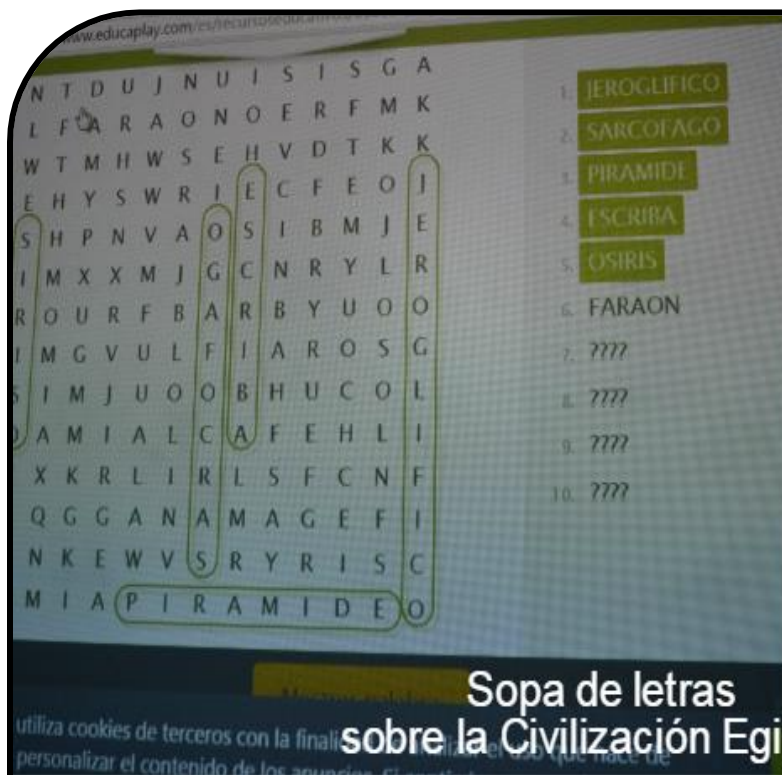 www.educaplay.com/es/recursoseducativos
N T D U J N U I S I S G A
L F A R A O N O E R F M K
W T M H W S E H V D T K K
E H Y S W R I E C F E O J
S H P N V A O S I B M J E
I M X X M J G C N R Y L R
R O U R F B A R B Y U O O
I M G V U L F I A R O S G
S I M J U O O B H U C O L
O A M I A L C A F E H L I
X K R L I R L S F C N F
Q G G A N A M A G E F I
N K E W V S R Y R I S C
M I A P I R A M I D E O
1. JEROGLIFICO
2. SARCOFAGO
3. PIRAMIDE
4. ESCRIBA
5. OSIRIS
6. FARAON
7. ????
8. ????
9. ????
10. ????
Sopa de letras
sobre la Civilización Egi
utiliza cookies de terceros con la finali
personalizar el contenido de los anuncios.